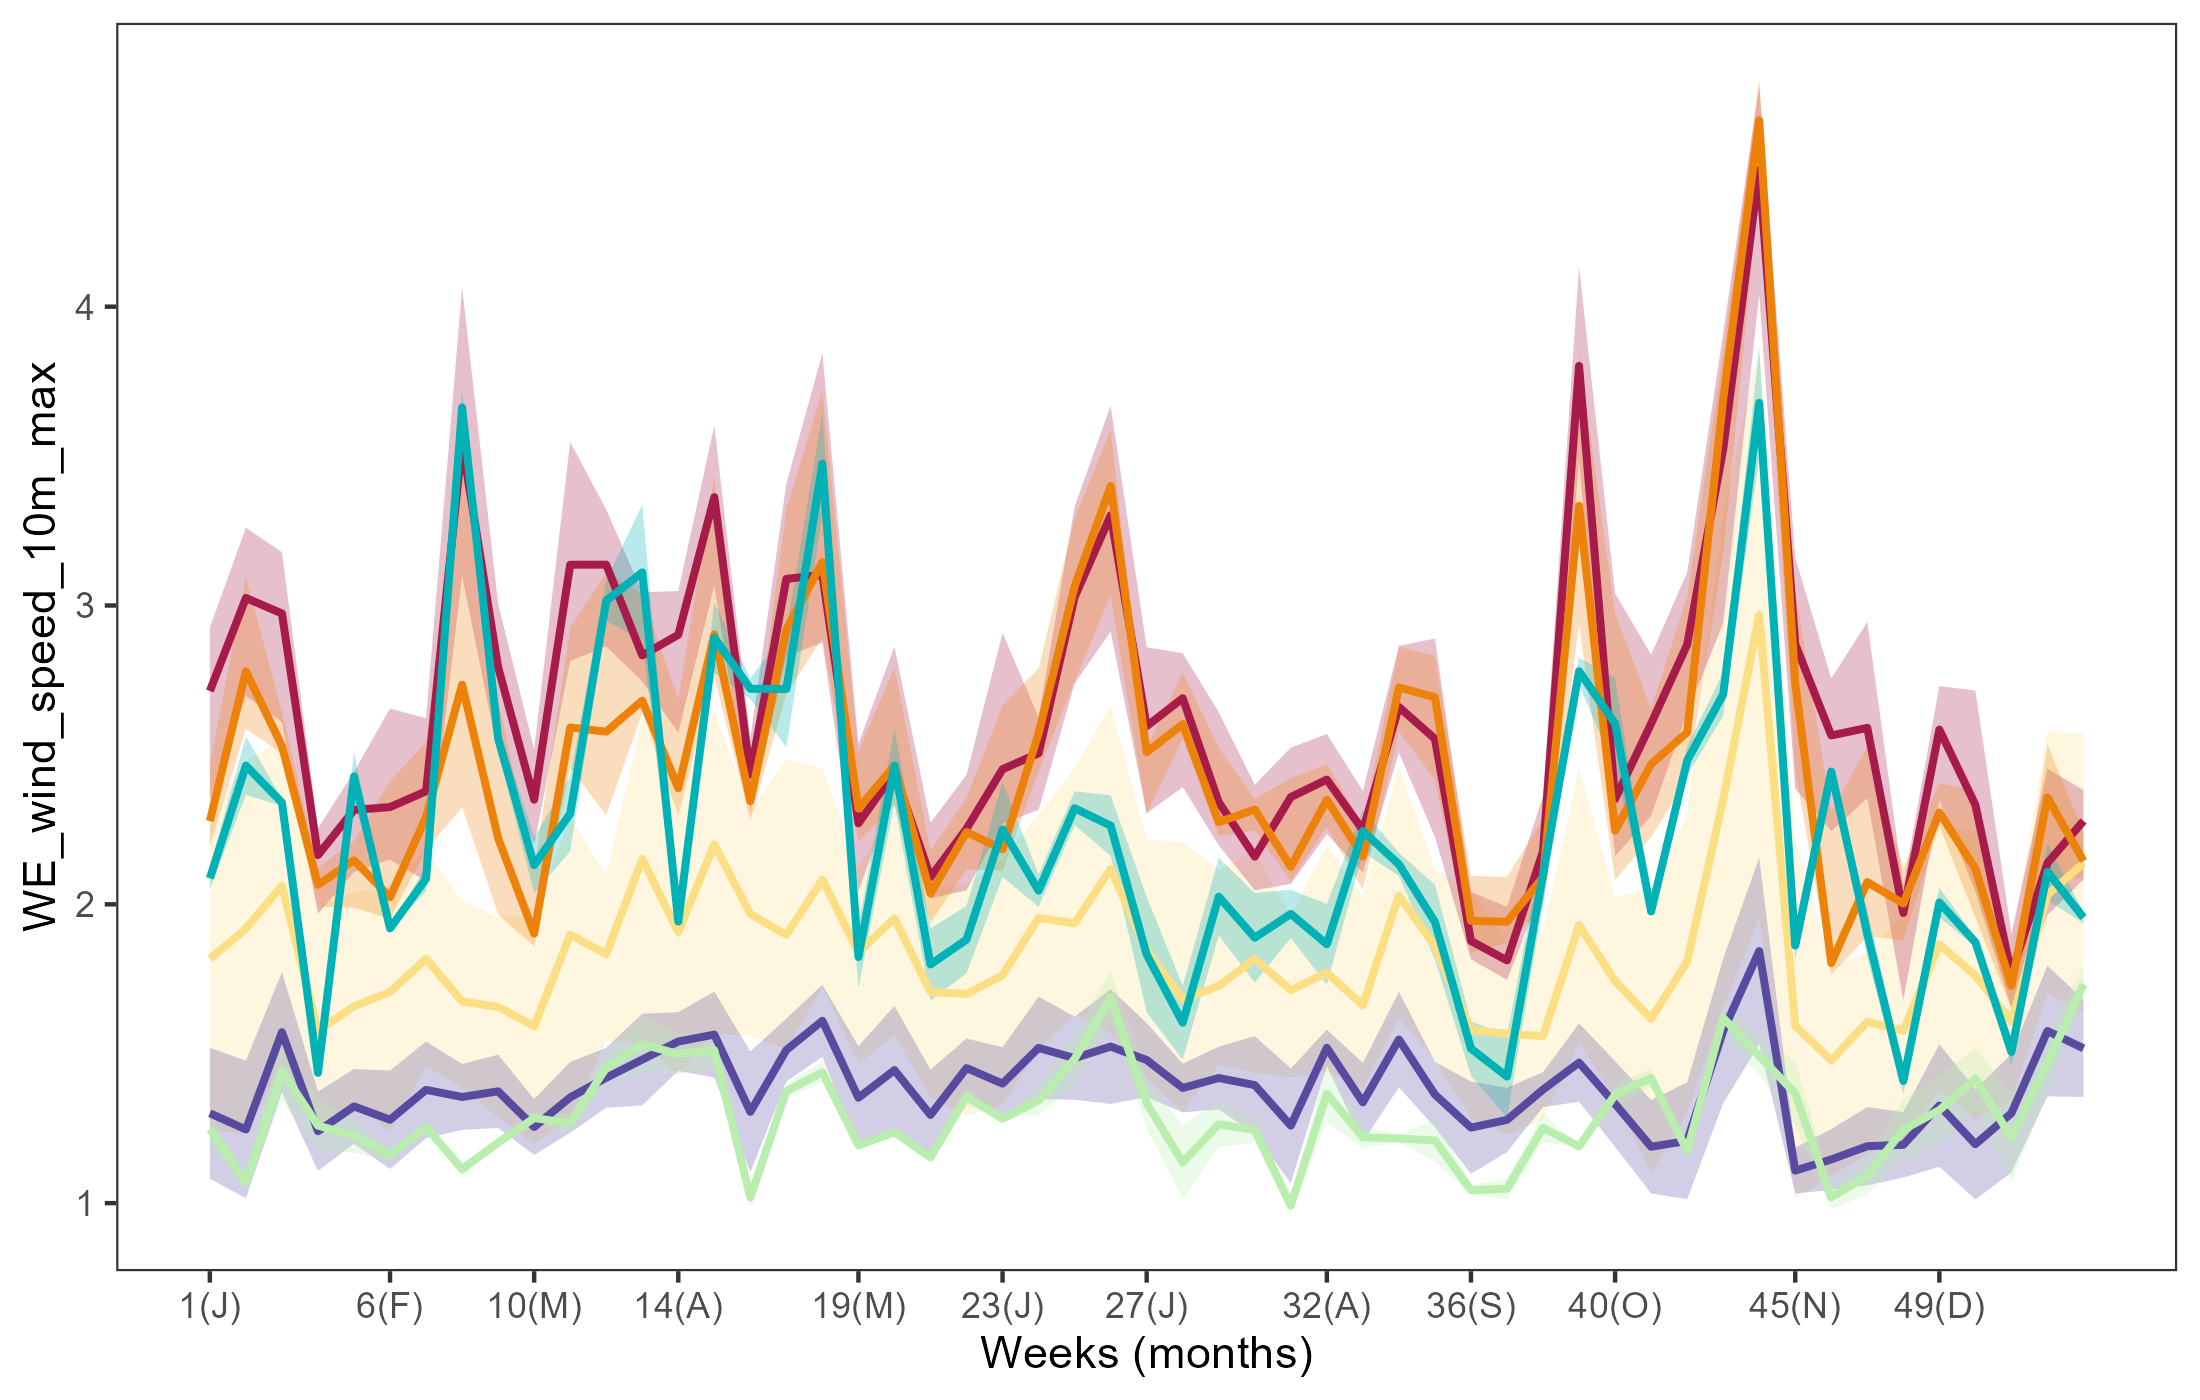 WE_wind_speed_10m_max
4
3
2
1
1(J) 6(F) 10(M) 14(A) 19(M) 23(J) 27(J) 32(A) 36(S) 40(O) 45(N) 49(D)
Weeks (months)